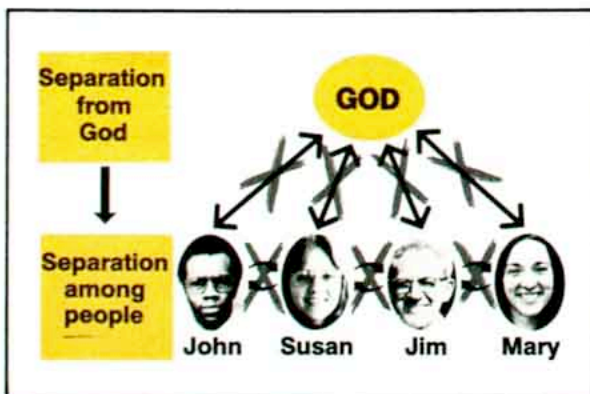 Separation
from
God
GOD
Separation
among
people
John Susan Jim Mary